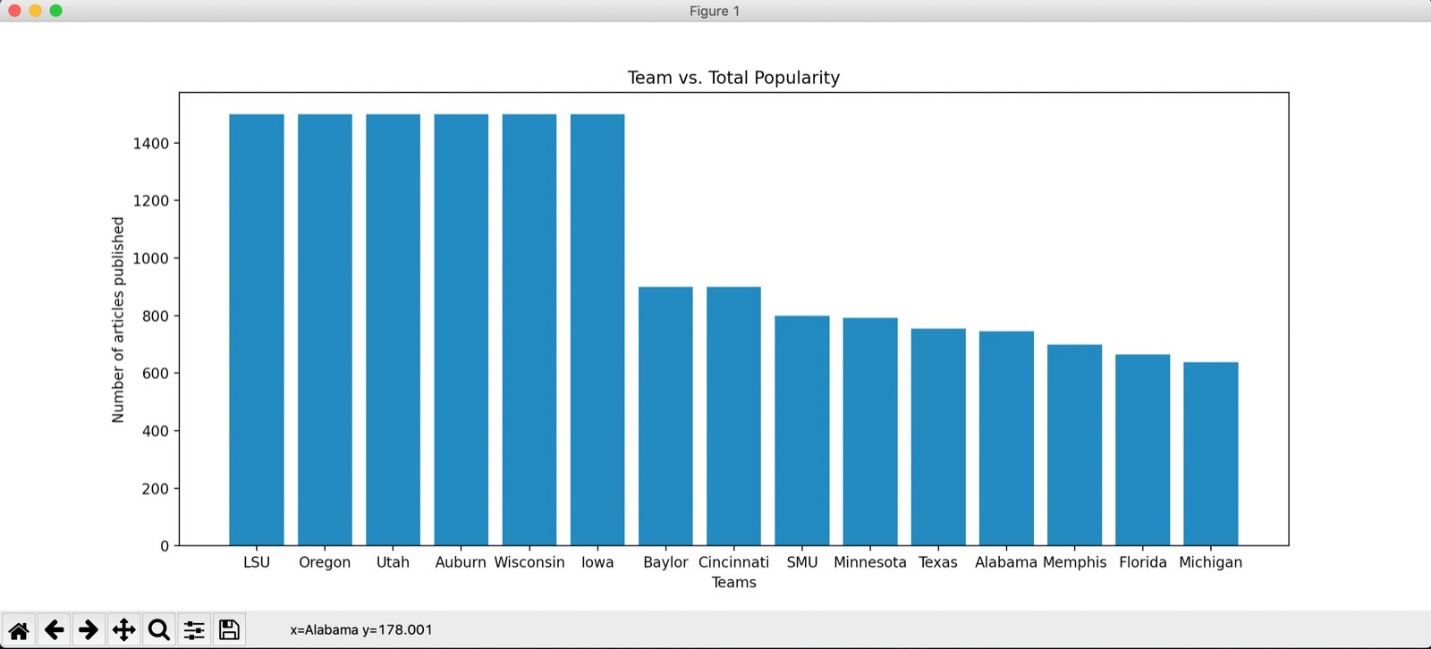 Figure 1
Team vs. Total Popularity
Number of articles published
1400
1200
1000
800
600
400
200
0
LSU Oregon Utah Auburn Wisconsin Iowa Baylor Cincinnati SMU Minnesota Texas Alabama Memphis Florida Michigan
Teams
x=Alabama y=178.001